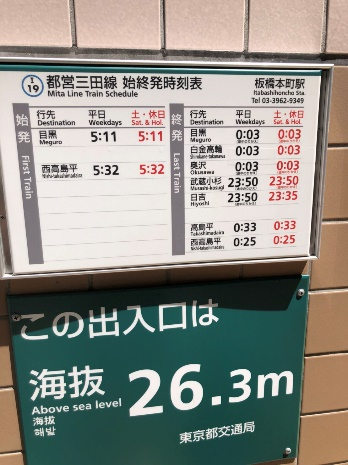 I 19 都営三田線 始終発時刻表 板橋本町駅
Mita Line Train Schedule Itabashihoncho Sta.
Tel 03-3962-9349
始発 First Train
行先 平日 土・休日
Destination Weekdays Sat. & Hol.
目黒 5:11 5:11
Meguro
西高島平 5:32 5:32
Nishi-takashimadaira
終発 Last Train
行先 平日 土・休日
Destination Weekdays Sat. & Hol.
目黒 0:03 0:03
Meguro
白金高輪 0:03 0:03
Shirokane-takanawa
奥沢 0:03 0:03
Okusawa
武蔵小杉 23:50 23:50
Musashi-kosugi
日吉 23:50 23:35
Hiyoshi
高島平 0:33 0:33
Takashimadaira
西高島平 0:25 0:25
Nishi-takashimadaira
この出入口は
海抜 26.3m
Above sea level
海拔
해발
東京都交通局